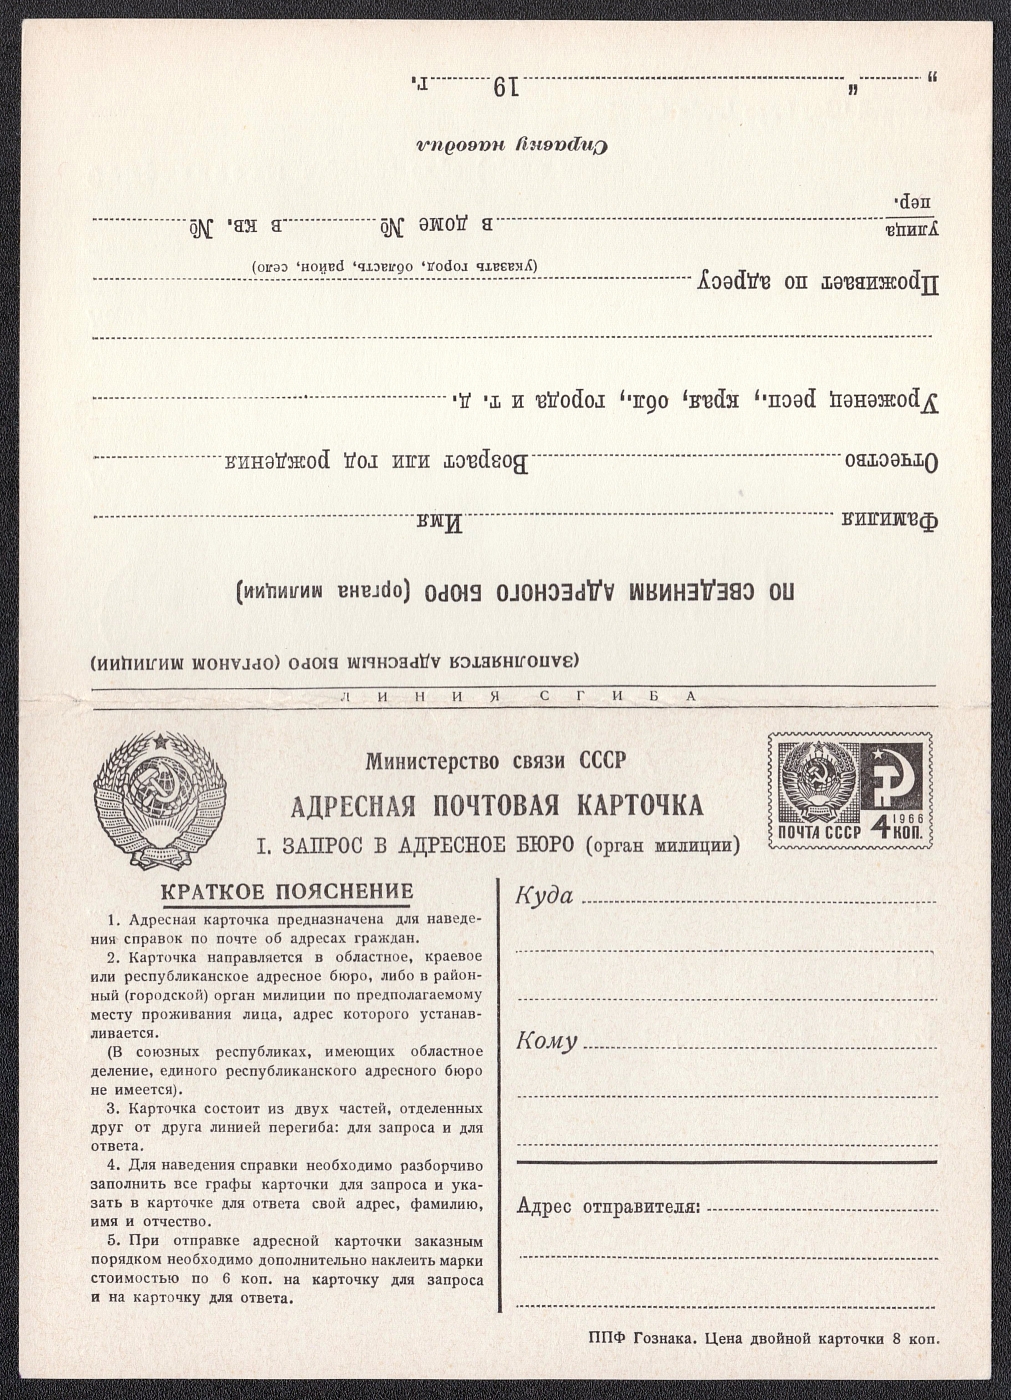 (ЗАПОЛНЯЕТСЯ АДРЕСНЫМ БЮРО (ОРГАНОМ МИЛИЦИИ)
ПО СВЕДЕНИЯМ АДРЕСНОГО БЮРО (органа милиции)
Фамилия Имя
Отчество Возраст или год рождения
Уроженец респ., края, обл., города и т. д.
Проживает по адресу
(указать город, область, район, село)
улица
пер. в доме № в кв. №
Справку наводил
" " 19 г.
ЛИНИЯ СГИБА
Министерство связи СССР
АДРЕСНАЯ ПОЧТОВАЯ КАРТОЧКА
I. ЗАПРОС В АДРЕСНОЕ БЮРО (орган милиции)
1966
ПОЧТА СССР 4 КОП.
КРАТКОЕ ПОЯСНЕНИЕ
1. Адресная карточка предназначена для наведе-
ния справок по почте об адресах граждан.
2. Карточка направляется в областное, краевое
или республиканское адресное бюро, либо в район-
ный (городской) орган милиции по предполагаемому
месту проживания лица, адрес которого устанав-
ливается.
(В союзных республиках, имеющих областное
деление, единого республиканского адресного бюро
не имеется).
3. Карточка состоит из двух частей, отделенных
друг от друга линией перегиба: для запроса и для
ответа.
4. Для наведения справки необходимо разборчиво
заполнить все графы карточки для запроса и ука-
зать в карточке для ответа свой адрес, фамилию,
имя и отчество.
5. При отправке адресной карточки заказным
порядком необходимо дополнительно наклеить марки
стоимостью по 6 коп. на карточку для запроса
и на карточку для ответа.
Куда
Кому
Адрес отправителя:
ППФ Гознака. Цена двойной карточки 8 коп.